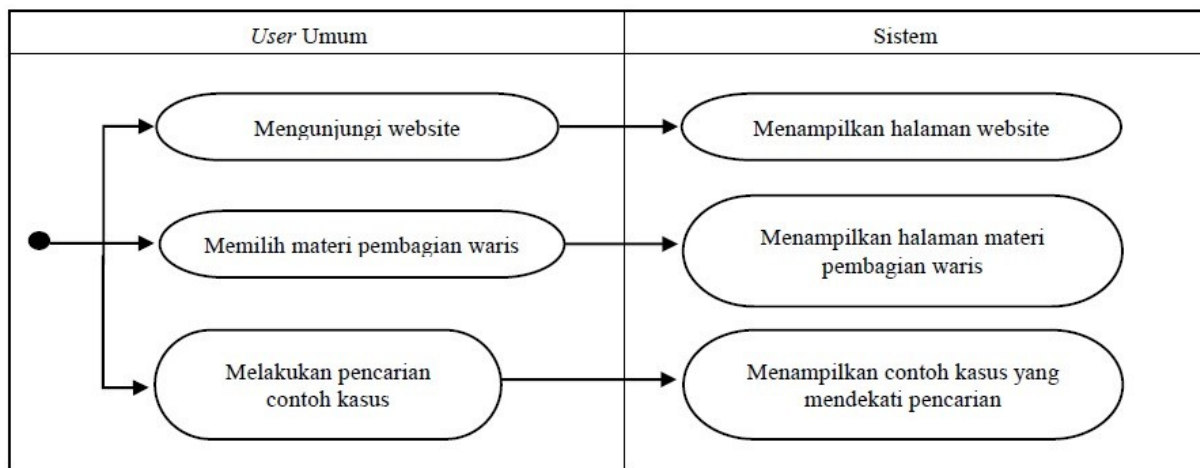 User Umum
Sistem
Mengunjungi website
Menampilkan halaman website
Memilih materi pembagian waris
Menampilkan halaman materi
pembagian waris
Melakukan pencarian
contoh kasus
Menampilkan contoh kasus yang
mendekati pencarian